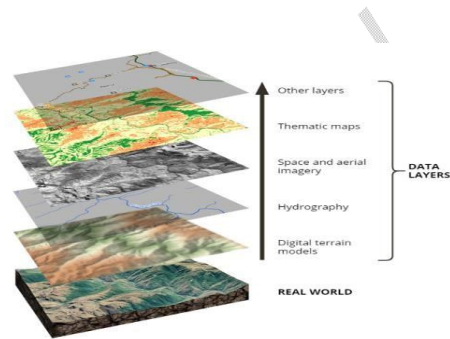 Other layers
Thematic maps
Space and aerial
imagery
DATA
LAYERS
Hydrography
Digital terrain
models
REAL WORLD